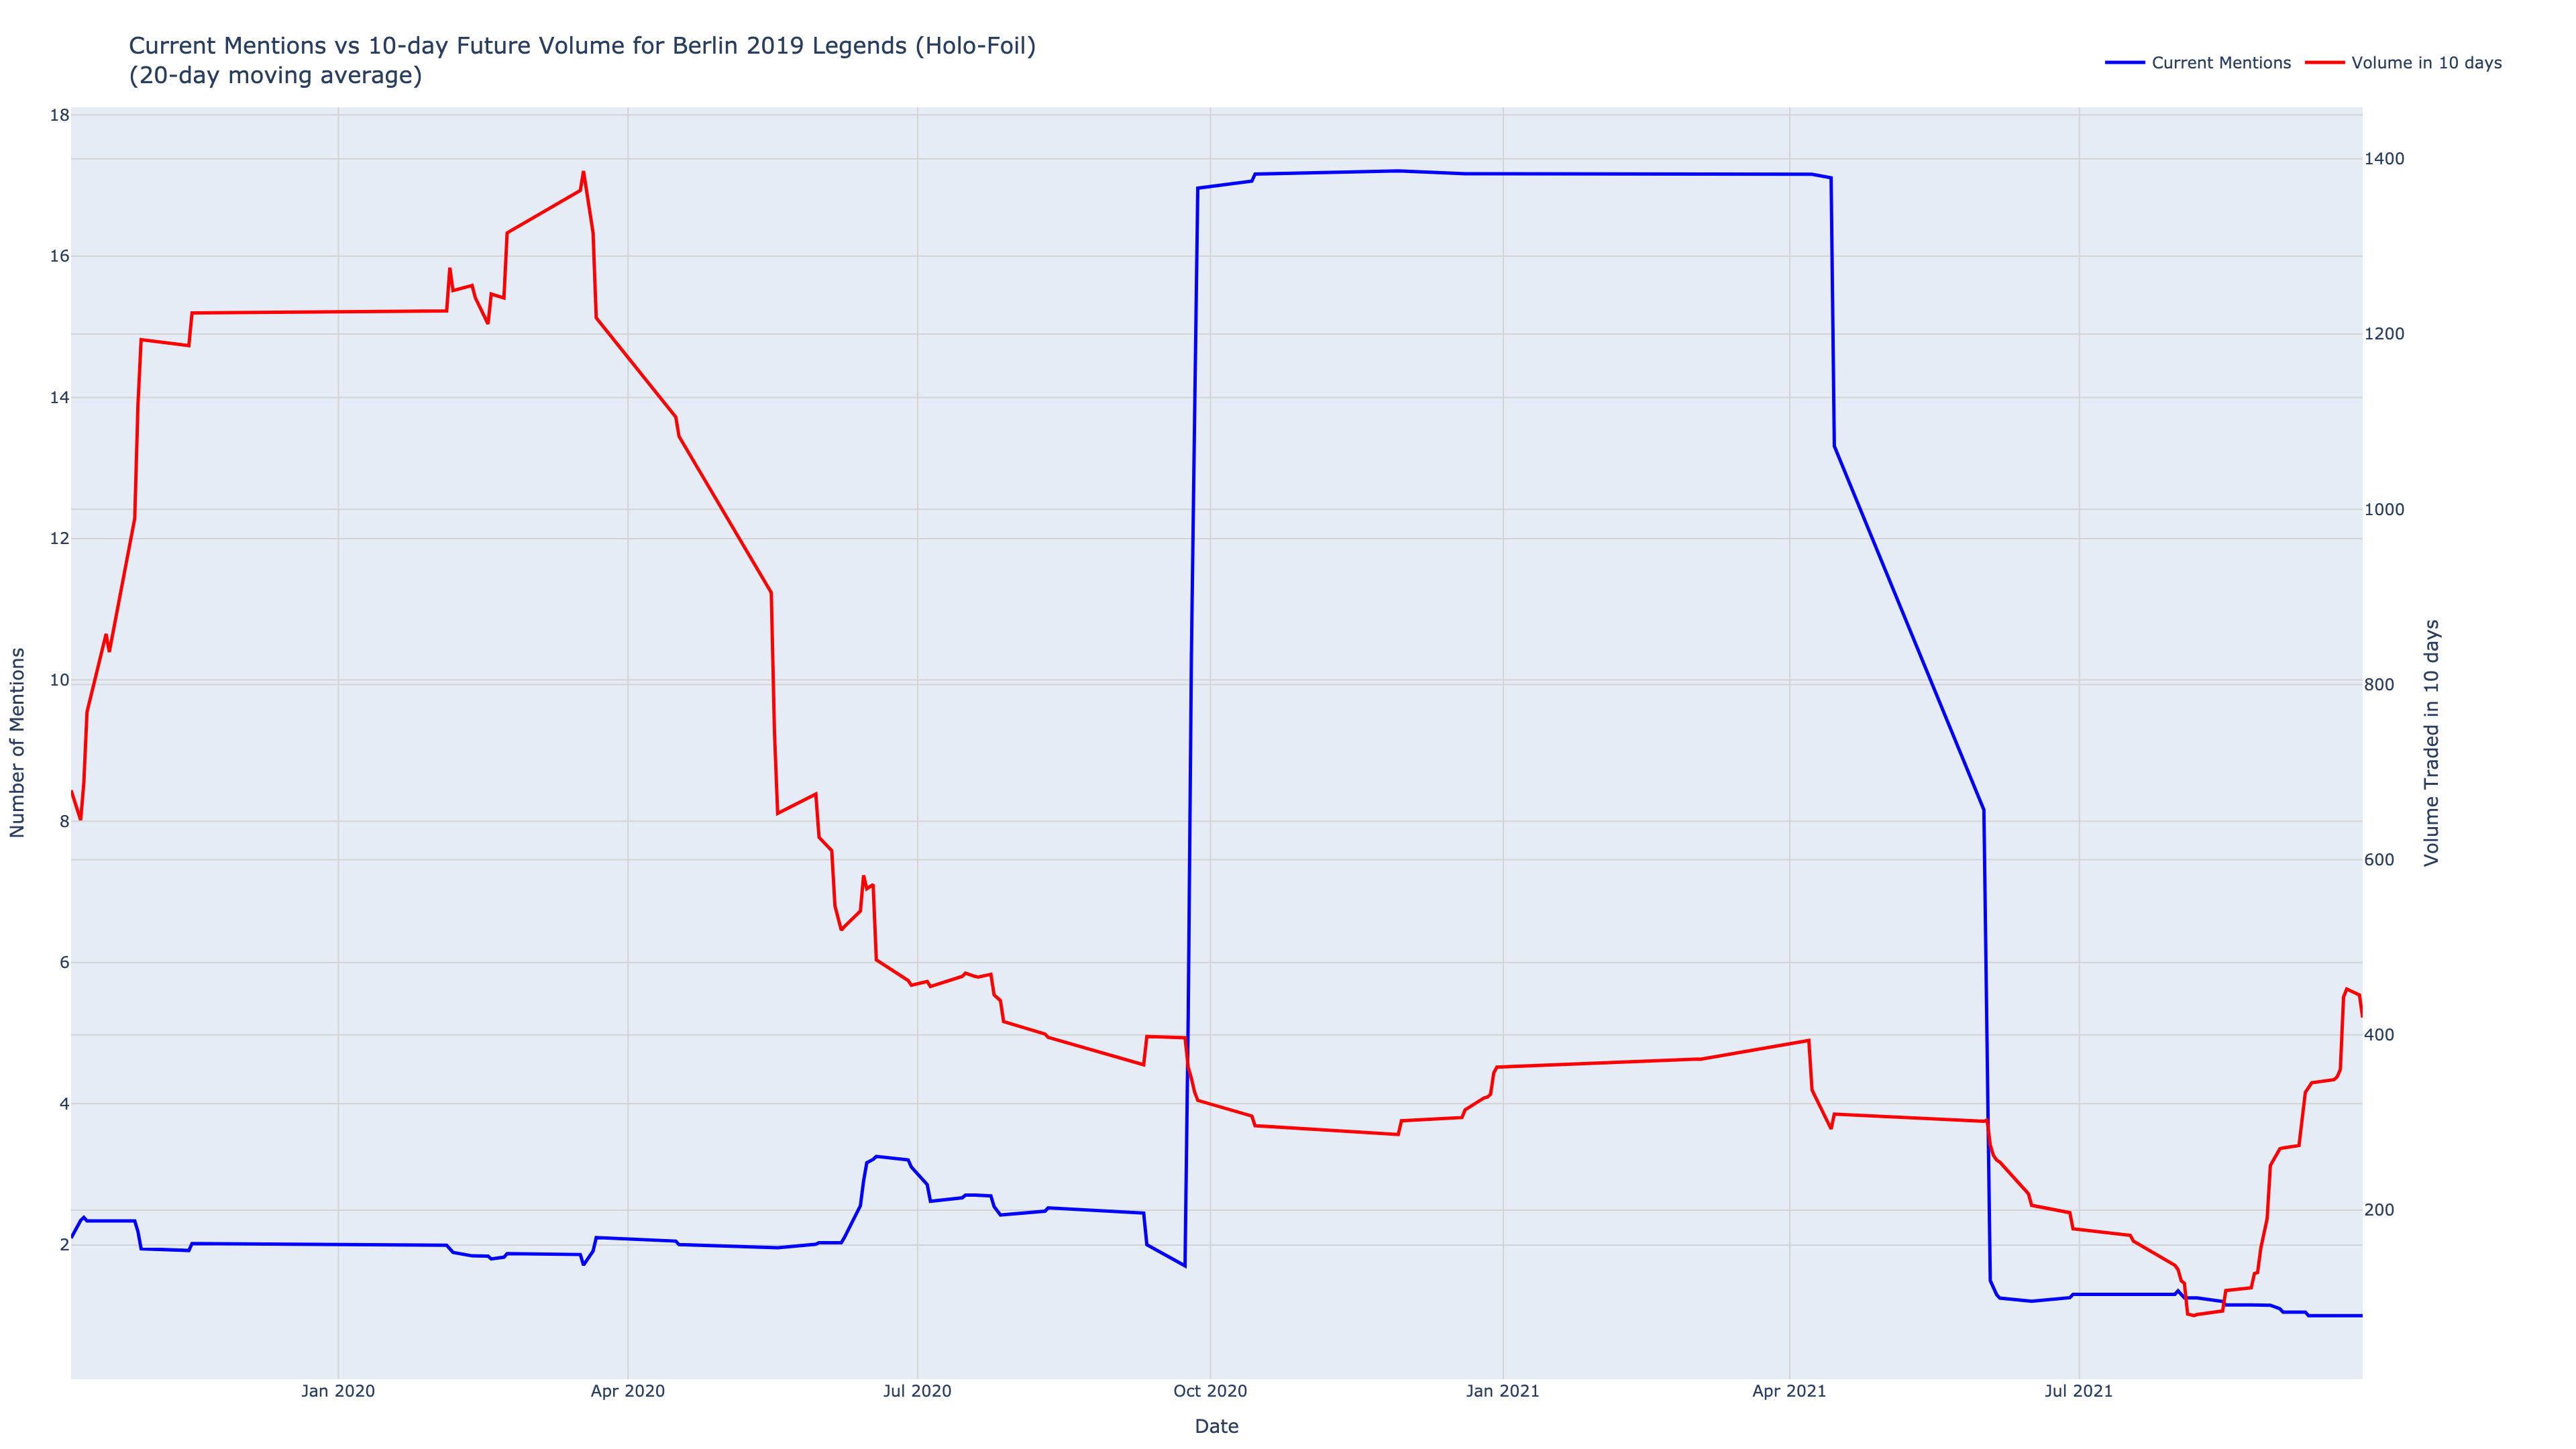 Current Mentions vs 10-day Future Volume for Berlin 2019 Legends (Holo-Foil)
(20-day moving average)
Current Mentions
Volume in 10 days
18
16
14
12
10
8
6
4
2
Number of Mentions
1400
1200
1000
800
600
400
200
Volume Traded in 10 days
Jan 2020
Apr 2020
Jul 2020
Oct 2020
Jan 2021
Apr 2021
Jul 2021
Date